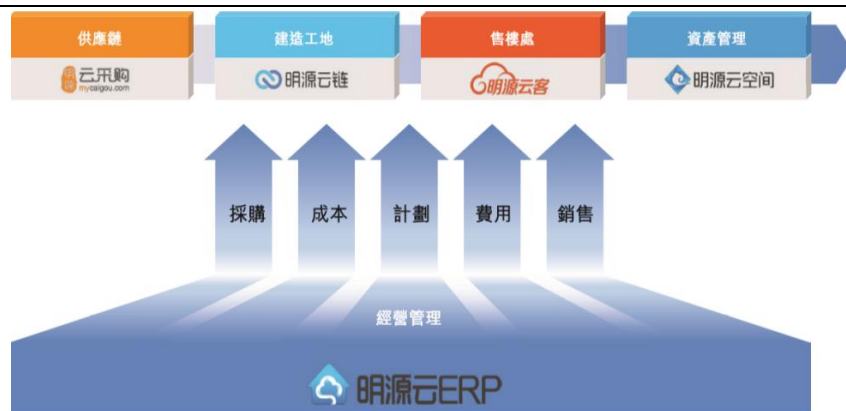 供應鏈
建造工地
售樓處
資產管理
云采购
mycaigou.com
明源云链
明源云客
明源云空间
採購
成本
計劃
費用
銷售
經營管理
明源云ERP